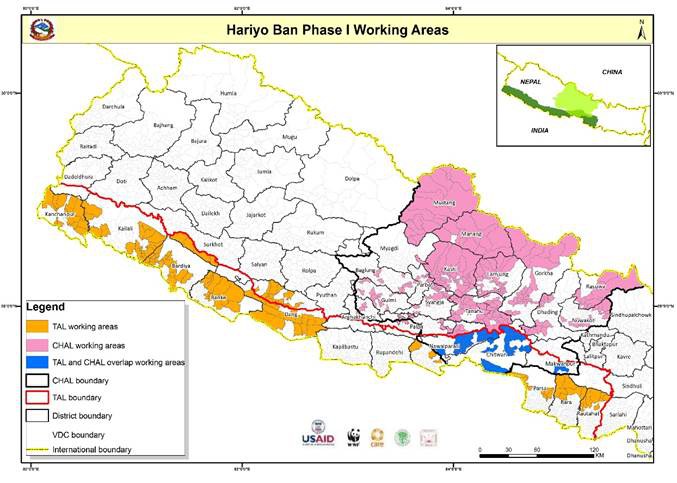 Hariyo Ban Phase I Working Areas
N
CHINA
NEPAL
INDIA
Humla
Darchula
Bajhang
Mugu
Bajura
Baitadi
Dadeldhura
Doti
Achham
Kalikot
Jumla
Dolpa
Kanchanpur
Kailali
Dailekh
Jajarkot
Mustang
Surkhot
Rukum
Manang
Bardiya
Salyan
Rolpa
Myagdi
Kaski
Lamjung
Gorkha
Banke
Pyuthan
Baglung
Parbat
Rasuwa
Dang
Gulmi
Syangja
Tanahu
Dhading
Nuwakot
Sindhupalchowk
Arghakhanchi
Palpa
Kathmandu
Bhaktapur
Kapilbastu
Rupandehi
Nawalparasi
Chitwan
Lalitpur
Kavre
Makwanpur
Sindhuli
Parsa
Bara
Rautahat
Sarlahi
Mahottari
Dhanusha
Dhanusha
Legend
TAL working areas
CHAL working areas
TAL and CHAL overlap working areas
CHAL boundary
TAL boundary
District boundary
VDC boundary
International boundary
USAID
WWF
care
0 30 60 120
KM